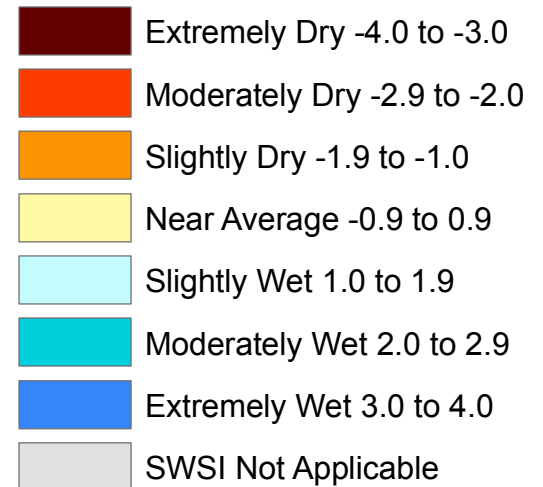 Extremely Dry -4.0 to -3.0
Moderately Dry -2.9 to -2.0
Slightly Dry -1.9 to -1.0
Near Average -0.9 to 0.9
Slightly Wet 1.0 to 1.9
Moderately Wet 2.0 to 2.9
Extremely Wet 3.0 to 4.0
SWSI Not Applicable